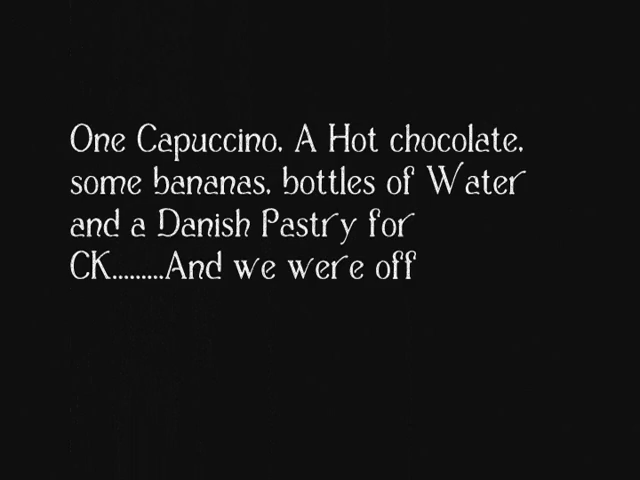 One Capuccino, A Hot chocolate,
some bananas, bottles of Water
and a Danish Pastry for
CK.........And we were off